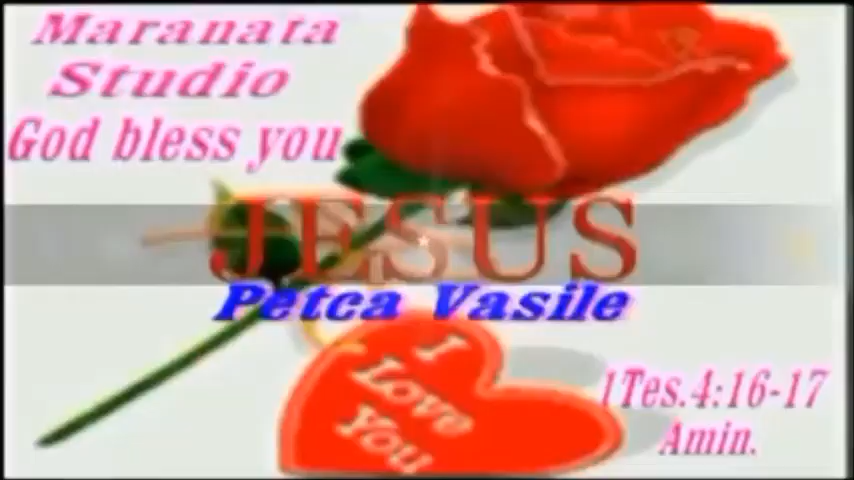 Maranata
Studio
God bless you
JESUS
Petca Vasile
I
Love
You
1Tes.4:16-17
Amin.